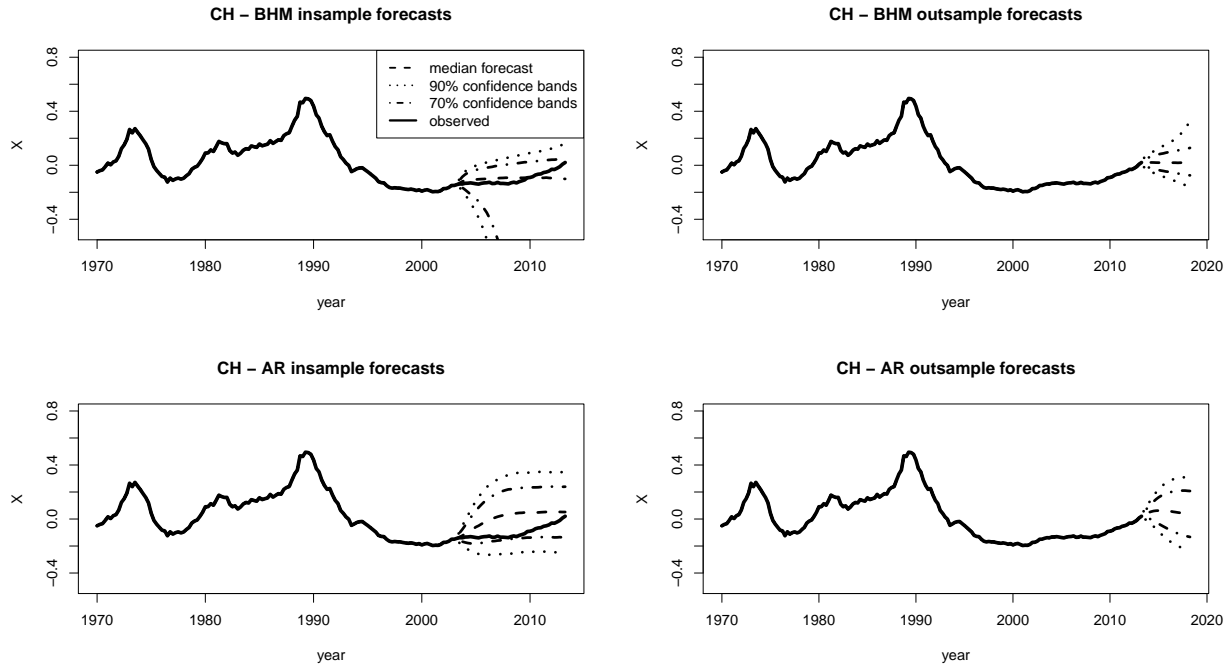 CH − BHM insample forecasts
X
0.8
0.4
0.0
−0.4
median forecast
90% confidence bands
70% confidence bands
observed
1970 1980 1990 2000 2010
year
CH − BHM outsample forecasts
X
0.8
0.4
0.0
−0.4
1970 1980 1990 2000 2010 2020
year
CH − AR insample forecasts
X
0.8
0.4
0.0
−0.4
1970 1980 1990 2000 2010
year
CH − AR outsample forecasts
X
0.8
0.4
0.0
−0.4
1970 1980 1990 2000 2010 2020
year